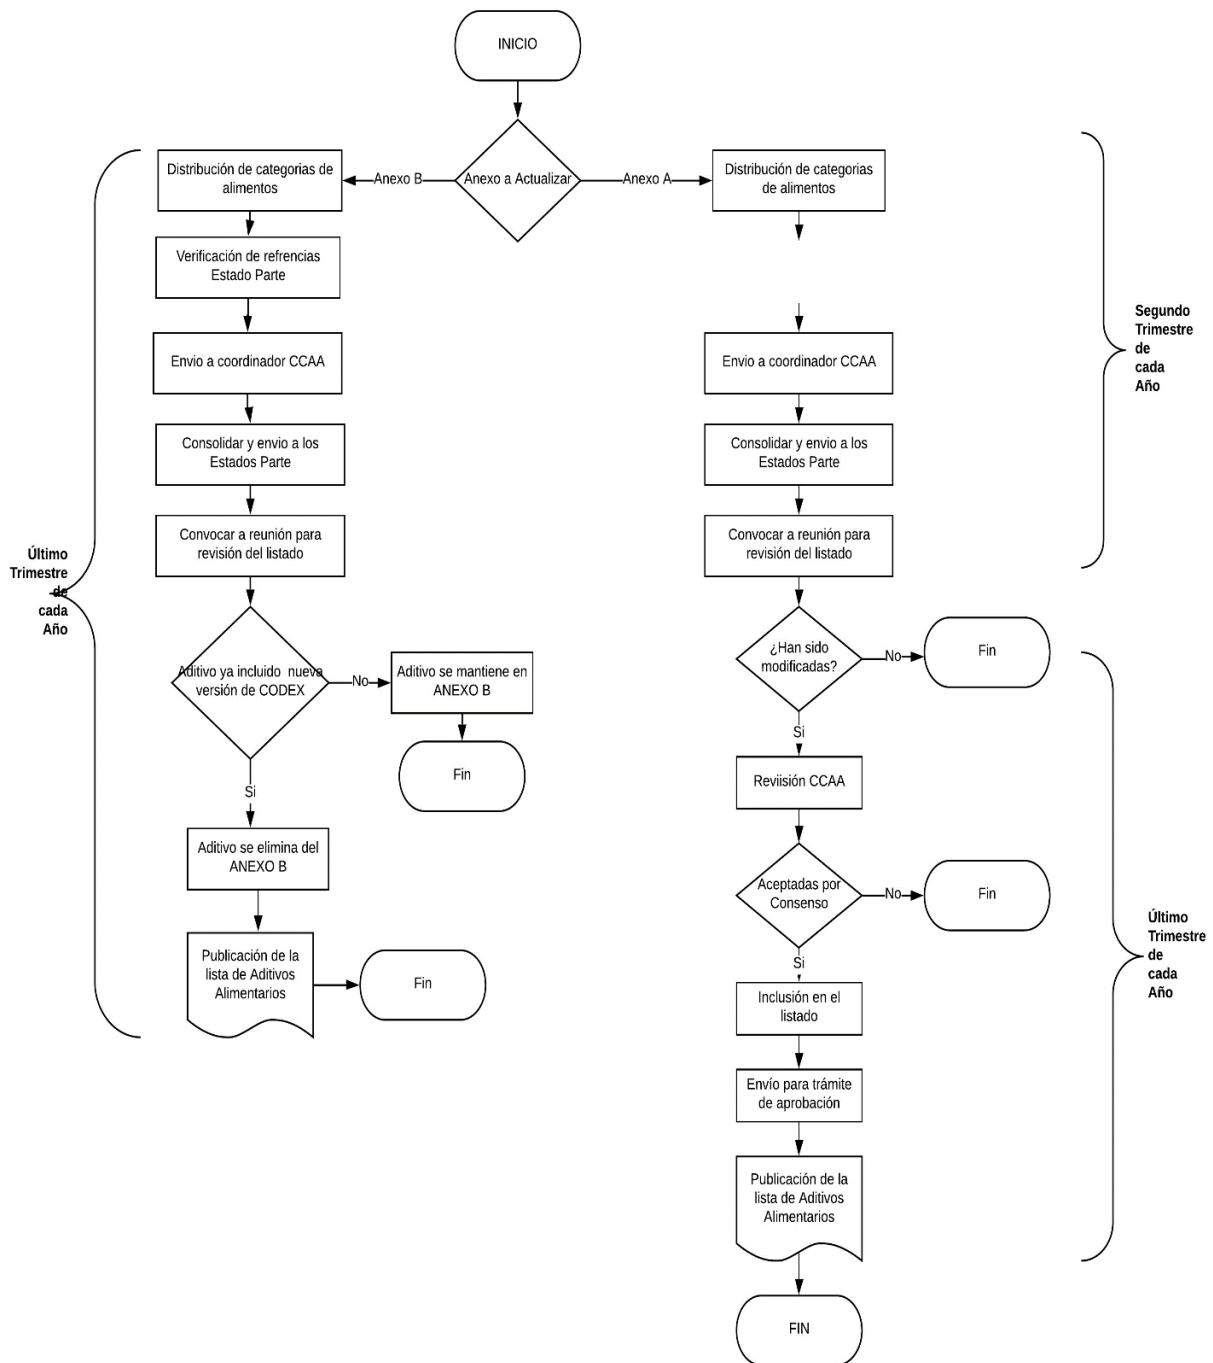 INICIO
Anexo a Actualizar
Anexo B
Anexo A
Distribución de categorias de
alimentos
Verificación de refrencias
Estado Parte
Envio a coordinador CCAA
Consolidar y envio a los
Estados Parte
Convocar a reunión para
revisión del listado
Aditivo ya incluido nueva
versión de CODEX
No
Aditivo se mantiene en
ANEXO B
Fin
Si
Aditivo se elimina del
ANEXO B
Publicación de la
lista de Aditivos
Alimentarios
Fin
Último
Trimestre
de
cada
Año
Distribución de categorias
de alimentos
Envio a coordinador CCAA
Consolidar y envio a los
Estados Parte
Convocar a reunión para
revisión del listado
Segundo
Trimestre
de
cada
Año
¿Han sido
modificadas?
No
Fin
Si
Reviisión CCAA
Aceptadas por
Consenso
No
Fin
Si
Inclusión en el
listado
Envío para trámite
de aprobación
Publicación de la
lista de Aditivos
Alimentarios
FIN
Último
Trimestre
de
cada
Año